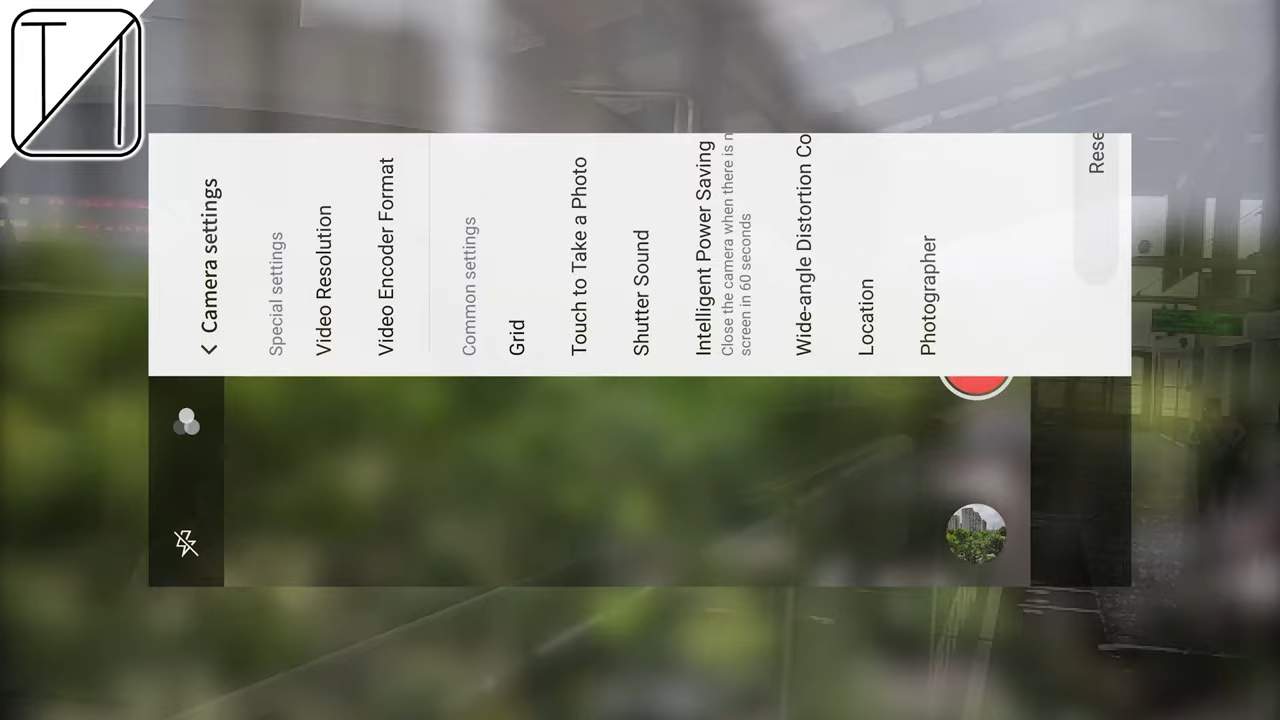 Camera settings
Special settings
Video Resolution
Video Encoder Format
Common settings
Grid
Touch to Take a Photo
Shutter Sound
Intelligent Power Saving
Close the camera when there is n
screen in 60 seconds
Wide-angle Distortion Co
Location
Photographer
Rese